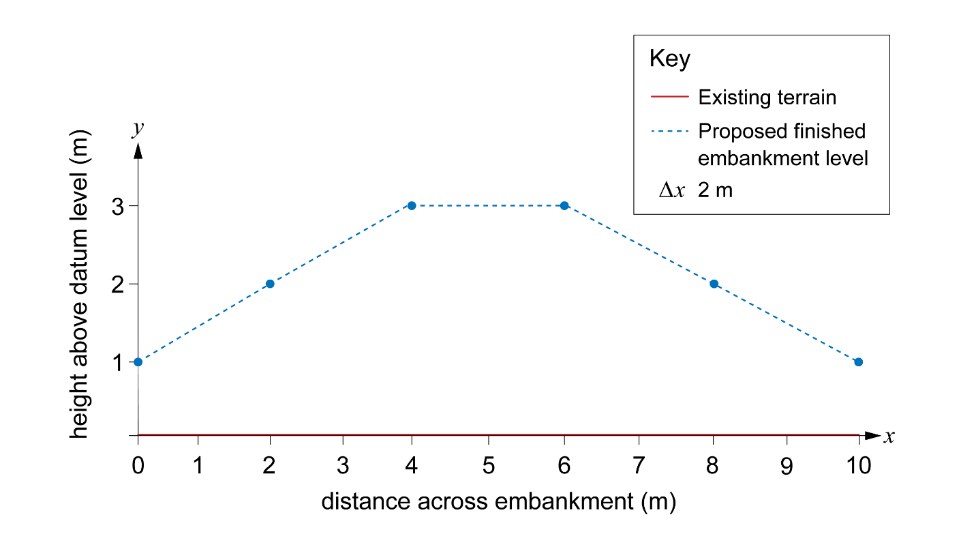 Key
Existing terrain
Proposed finished
embankment level
Δx 2 m
y
height above datum level (m)
3
2
1
0 1 2 3 4 5 6 7 8 9 10
x
distance across embankment (m)